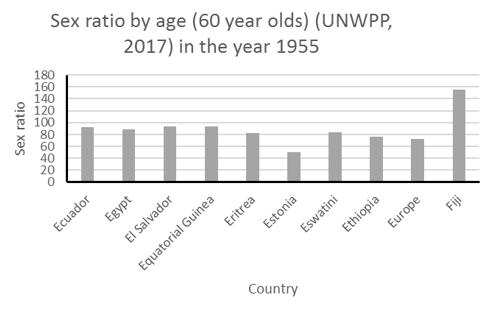 Sex ratio by age (60 year olds) (UNWPP,
2017) in the year 1955
Sex ratio
180
160
140
120
100
80
60
40
20
0
Ecuador
Egypt
El Salvador
Equatorial Guinea
Eritrea
Estonia
Eswatini
Ethiopia
Europe
Fiji
Country